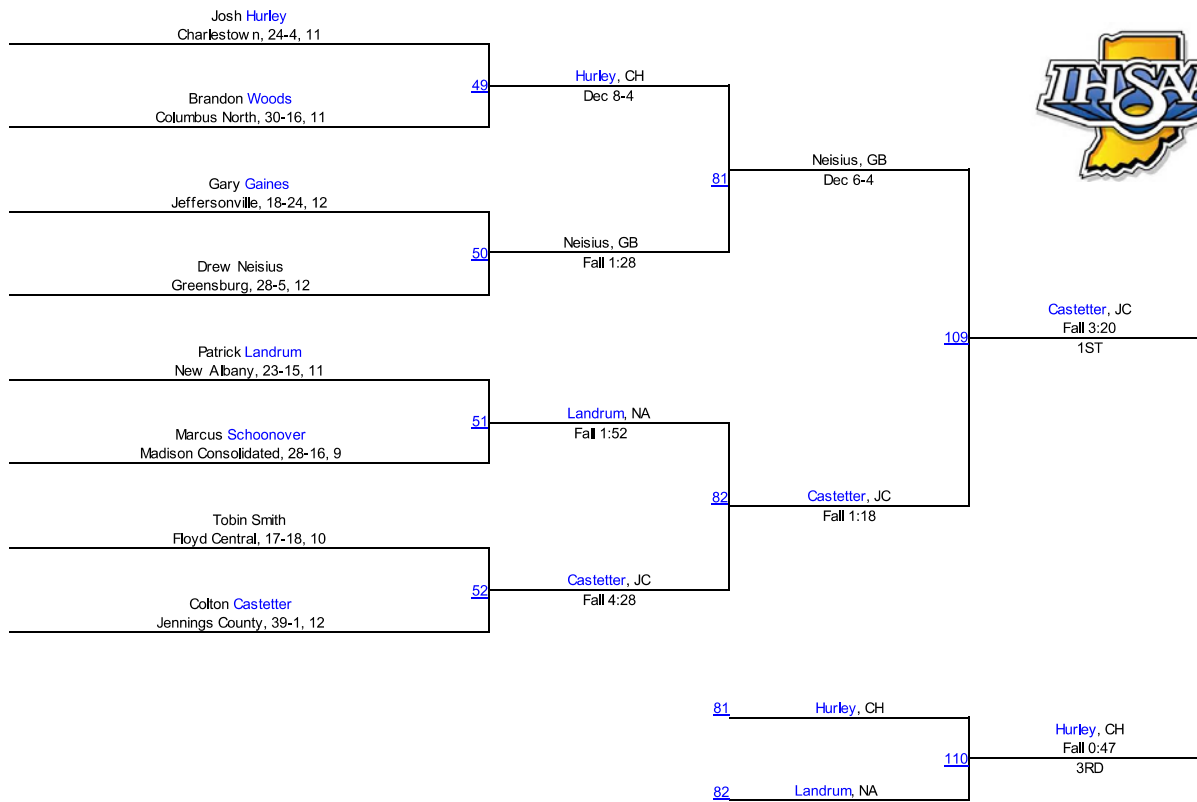 Josh Hurley
Charlestown, 24-4, 11
49
Brandon Woods
Columbus North, 30-16, 11
Hurley, CH
Dec 8-4
Gary Gaines
Jeffersonville, 18-24, 12
50
Drew Neisius
Greensburg, 28-5, 12
Neisius, GB
Fall 1:28
81
Neisius, GB
Dec 6-4
Patrick Landrum
New Albany, 23-15, 11
51
Marcus Schoonover
Madison Consolidated, 28-16, 9
Landrum, NA
Fall 1:52
Tobin Smith
Floyd Central, 17-18, 10
52
Colton Castetter
Jennings County, 39-1, 12
Castetter, JC
Fall 4:28
82
Castetter, JC
Fall 1:18
109
Castetter, JC
Fall 3:20
1ST
81
Hurley, CH
110
82
Landrum, NA
Hurley, CH
Fall 0:47
3RD
IHSAA